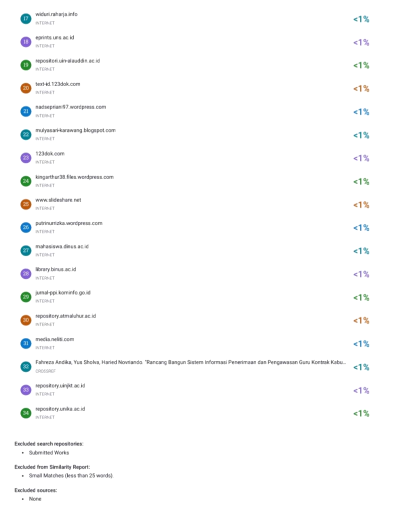 17 widuri.raharja.info <1%
INTERNET
18 eprints.uns.ac.id <1%
INTERNET
19 repositori.uin-alauddin.ac.id <1%
INTERNET
20 text-id.123dok.com <1%
INTERNET
21 nadseprian97.wordpress.com <1%
INTERNET
22 mulyasari-karawang.blogspot.com <1%
INTERNET
23 123dok.com <1%
INTERNET
24 kingarthur38.files.wordpress.com <1%
INTERNET
25 www.slideshare.net <1%
INTERNET
26 putrinurrizka.wordpress.com <1%
INTERNET
27 mahasiswa.dinus.ac.id <1%
INTERNET
28 library.binus.ac.id <1%
INTERNET
29 jurnal-ppi.kominfo.go.id <1%
INTERNET
30 repository.atmaluhur.ac.id <1%
INTERNET
31 media.neliti.com <1%
INTERNET
32 Fahreza Andika, Yus Sholva, Haried Novriando. "Rancang Bangun Sistem Informasi Penerimaan dan Pengawasan Guru Kontrak Kabu... <1%
CROSSREF
33 repository.uinjkt.ac.id <1%
INTERNET
34 repository.unika.ac.id <1%
INTERNET
Excluded search repositories:
• Submitted Works
Excluded from Similarity Report:
• Small Matches (less than 25 words)
Excluded sources:
• None